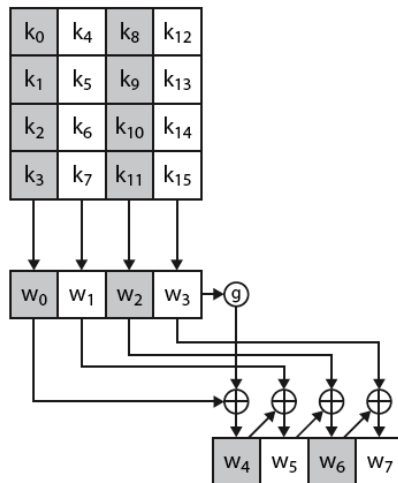 k₀ k₄ k₈ k₁₂
k₁ k₅ k₉ k₁₃
k₂ k₆ k₁₀ k₁₄
k₃ k₇ k₁₁ k₁₅
w₀ w₁ w₂ w₃ g
w₄ w₅ w₆ w₇